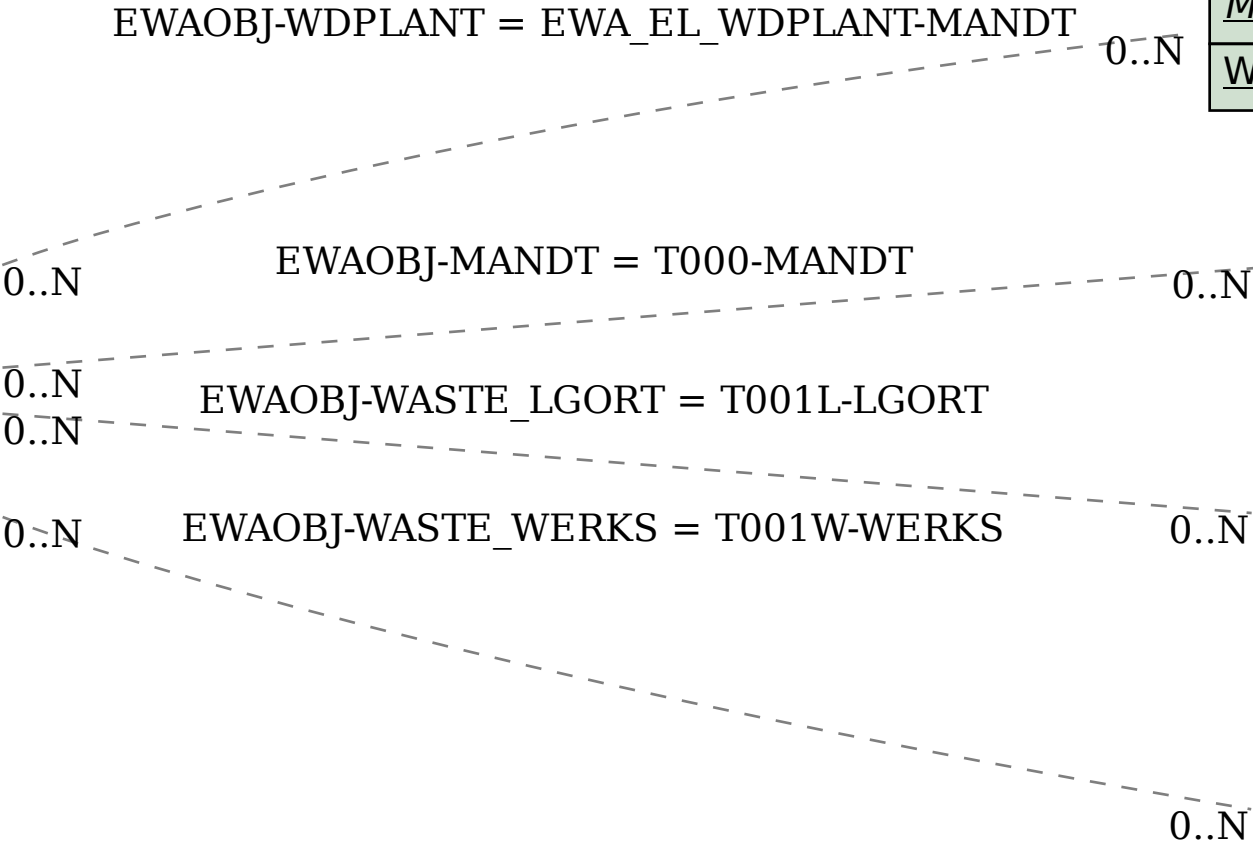 EWAOBJ-WDPLANT = EWA_EL_WDPLANT-MANDT
0..N
0..N
EWAOBJ-MANDT = T000-MANDT
0..N
0..N
EWAOBJ-WASTE_LGORT = T001L-LGORT
0..N
0..N
EWAOBJ-WASTE_WERKS = T001W-WERKS
0..N
0..N